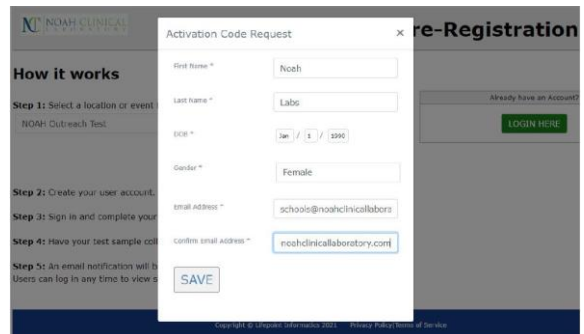 NOAH CLINICAL
LABORATORY
re-Registration
Activation Code Request ×
First Name * Noah
Last Name * Labs
DOB * Jan / 1 / 1990
Gender * Female
Email Address * schools@noahclinicallabora
Confirm Email Address * noahclinicallaboratory.com
SAVE
How it works
Step 1: Select a location or event
NOAH Outreach Test
Already have an Account?
LOGIN HERE
Step 2: Create your user account.
Step 3: Sign in and complete your
Step 4: Have your test sample coll
Step 5: An email notification will b
Users can log in any time to view s
Copyright © Lifepoint Informatics 2021 Privacy Policy|Terms of Service